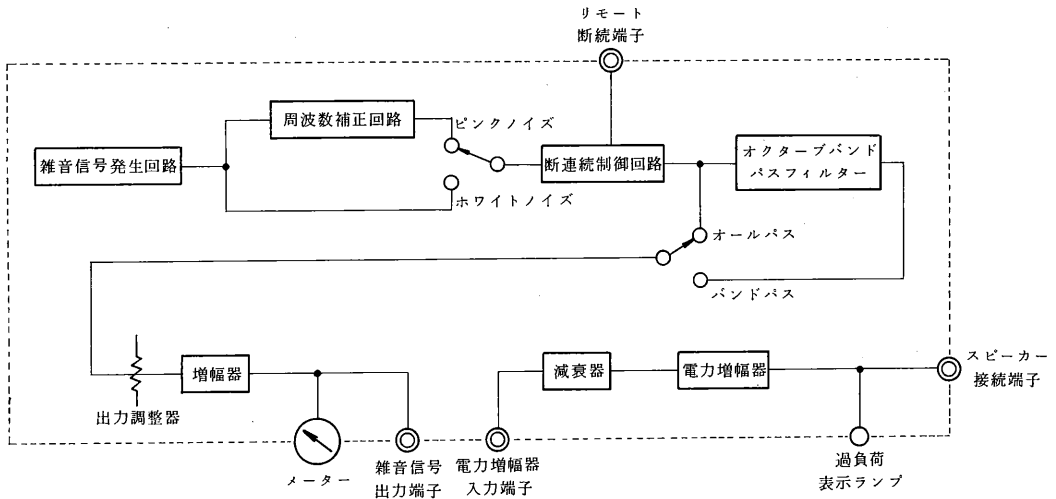 リモート
断続端子
周波数補正回路
ピンクノイズ
雑音信号発生回路
断連続制御回路
オクターブバンド
パスフィルター
ホワイトノイズ
オールパス
バンドパス
増幅器
出力調整器
減衰器
電力増幅器
スピーカー
接続端子
メーター
雑音信号
出力端子
電力増幅器
入力端子
過負荷
表示ランプ